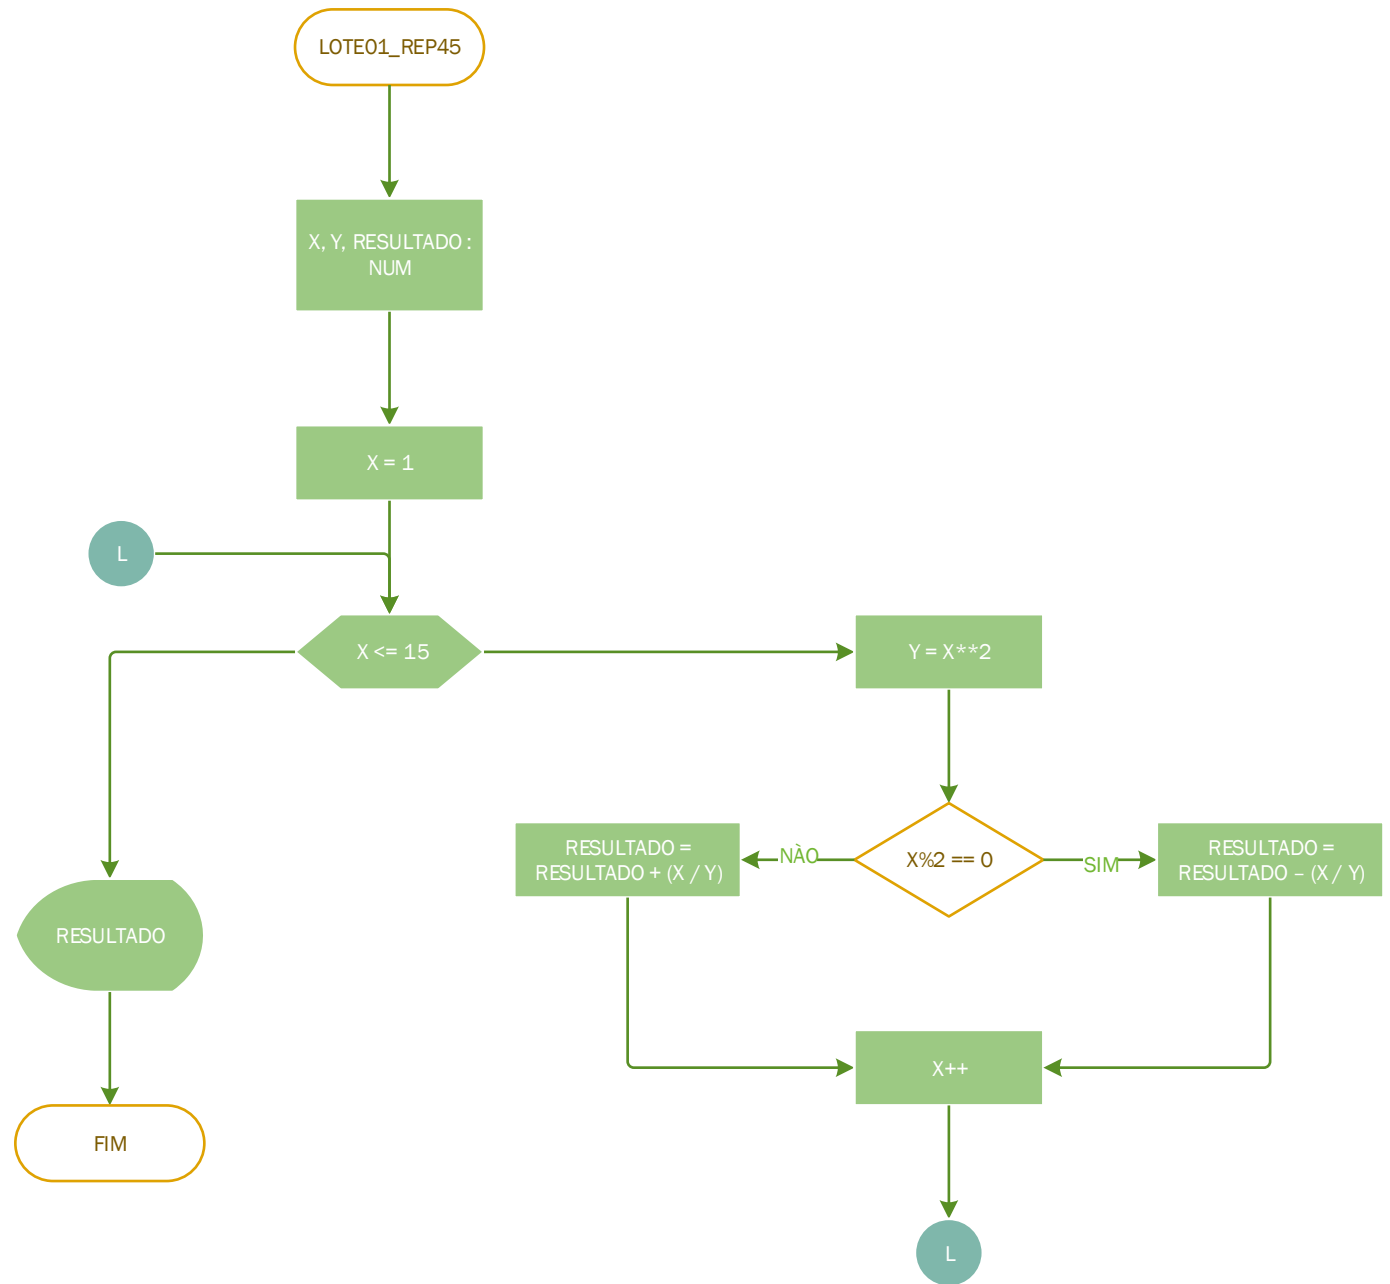 LOTE01_REP45
X, Y, RESULTADO :
NUM
X = 1
L
X <= 15
Y = X**2
RESULTADO =
RESULTADO + (X / Y)
NÀO
X%2 == 0
SIM
RESULTADO =
RESULTADO – (X / Y)
RESULTADO
X++
FIM
L